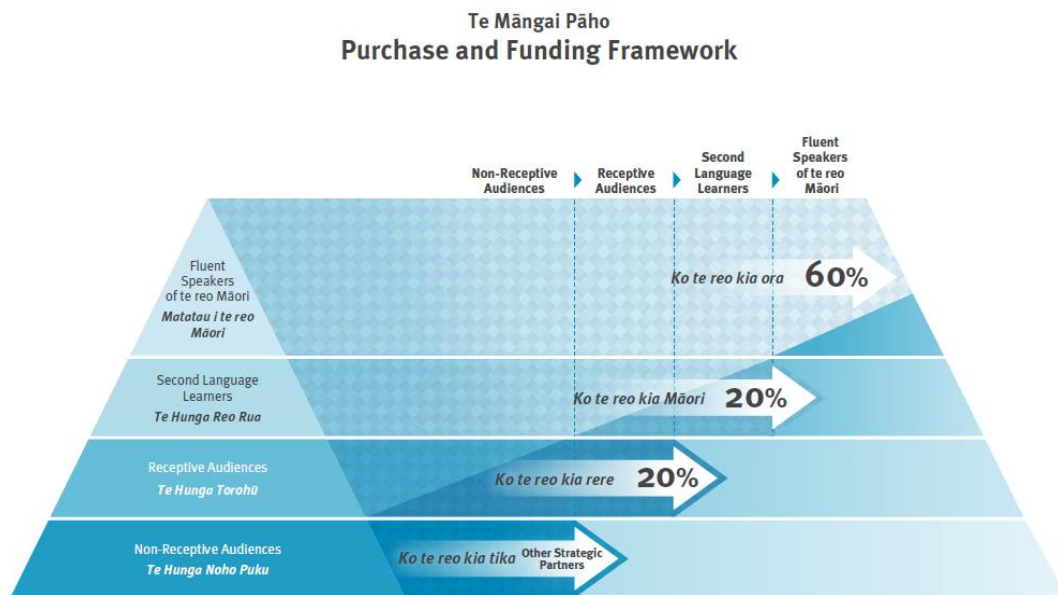 Te Māngai Pāho
Purchase and Funding Framework
Non-Receptive
Audiences
Receptive
Audiences
Second
Language
Learners
Fluent
Speakers
of te reo
Māori
Fluent
Speakers
of te reo Māori
Matatau i te reo
Māori
Ko te reo kia ora 60%
Second Language
Learners
Te Hunga Reo Rua
Ko te reo kia Māori 20%
Receptive Audiences
Te Hunga Torohū
Ko te reo kia rere 20%
Non-Receptive Audiences
Te Hunga Noho Puku
Ko te reo kia tika Other Strategic
Partners